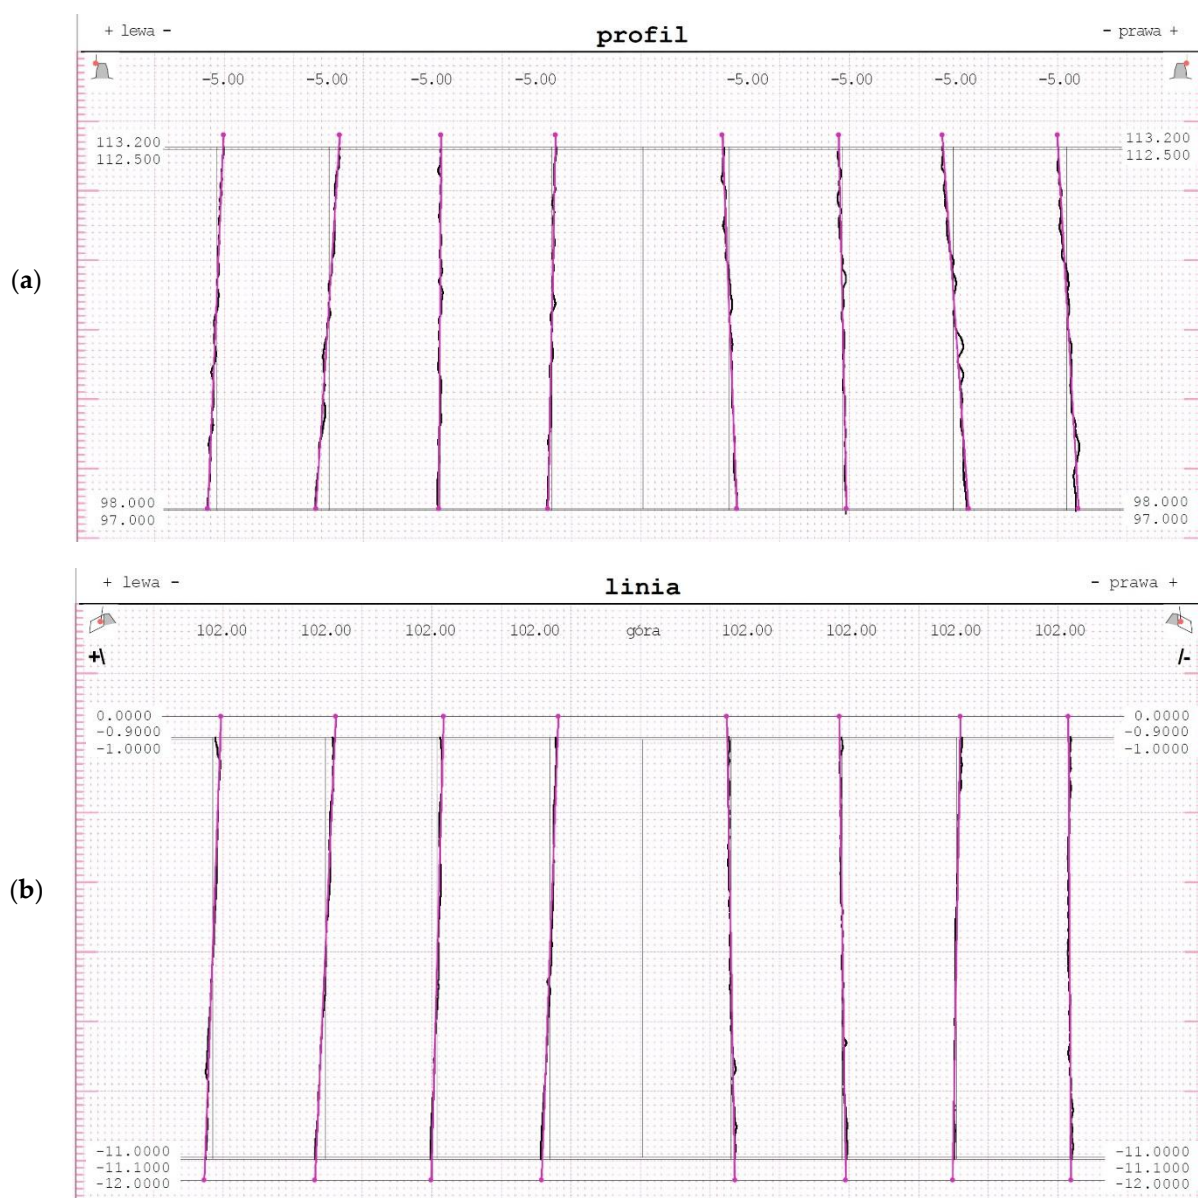 + lewa -
profil
- prawa +
-5.00 -5.00 -5.00 -5.00 -5.00 -5.00 -5.00 -5.00
113.200 113.200
112.500 112.500
(a)
98.000 98.000
97.000 97.000
+ lewa -
linia
- prawa +
102.00 102.00 102.00 102.00 góra 102.00 102.00 102.00 102.00
+\ /-
0.0000 0.0000
-0.9000 -0.9000
-1.0000 -1.0000
(b)
-11.0000 -11.0000
-11.1000 -11.1000
-12.0000 -12.0000